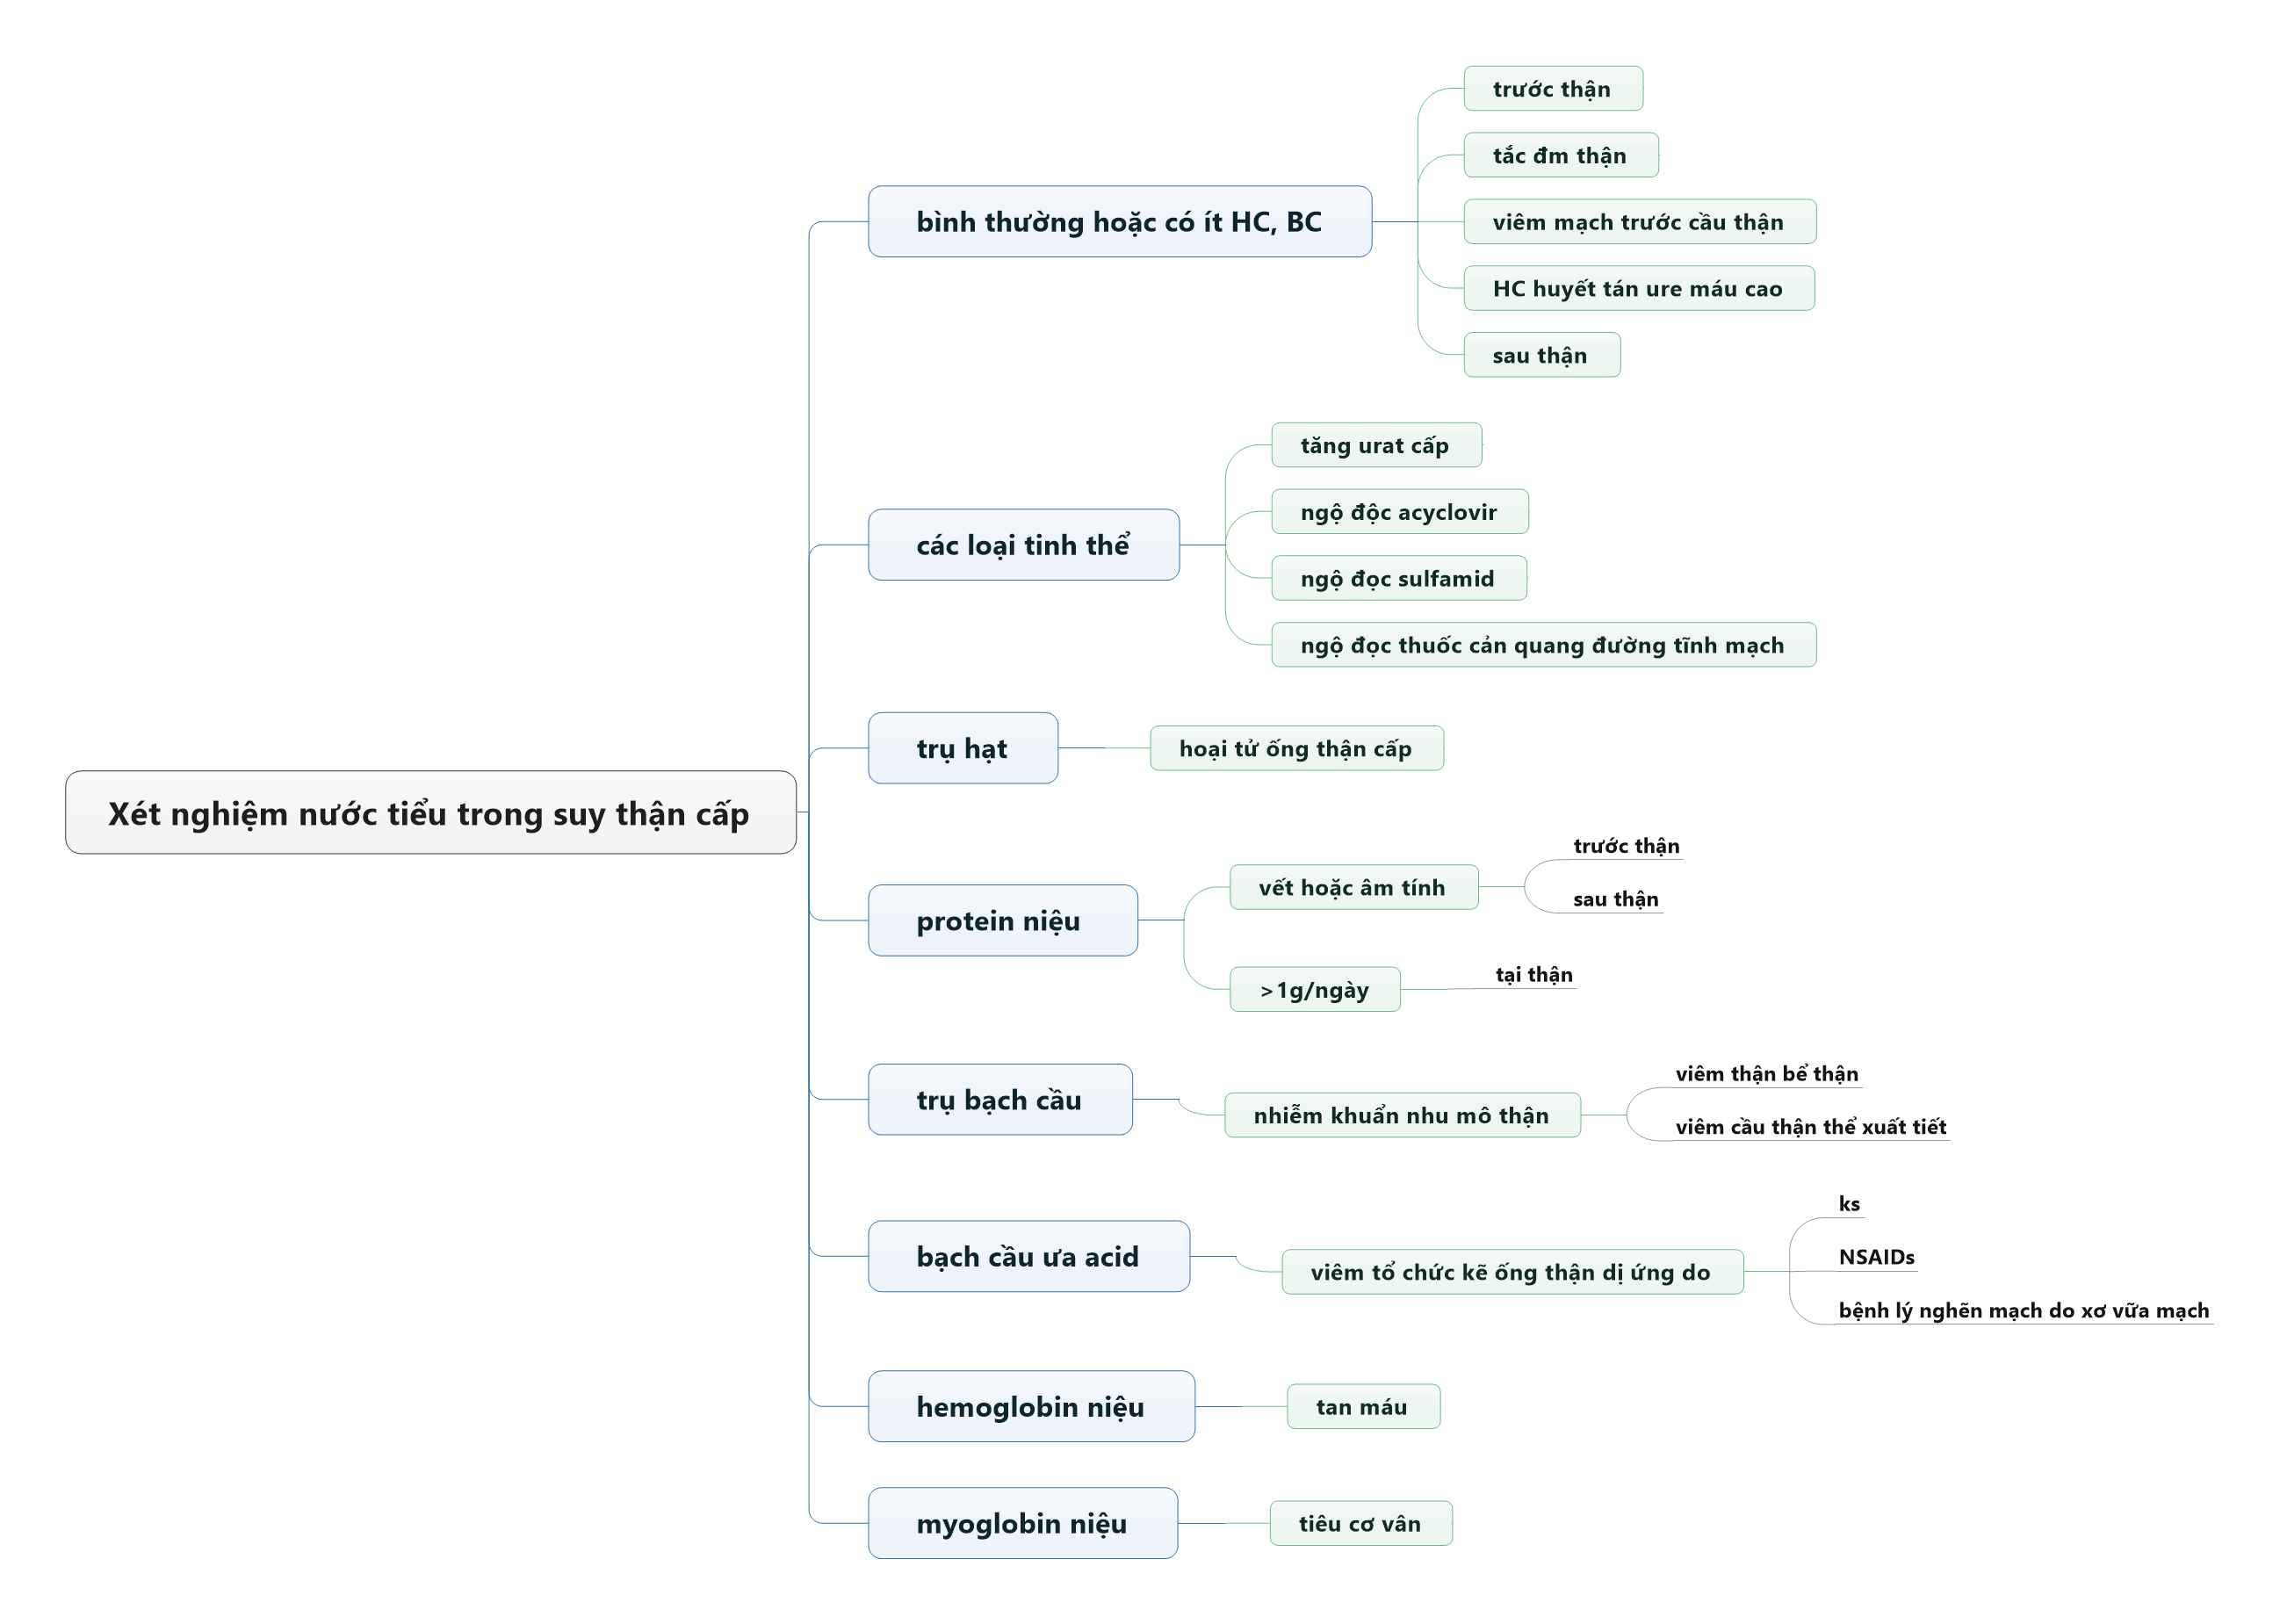 Xét nghiệm nước tiểu trong suy thận cấp
bình thường hoặc có ít HC, BC
trước thận
tắc đm thận
viêm mạch trước cầu thận
HC huyết tán ure máu cao
sau thận
các loại tinh thể
tăng urat cấp
ngộ độc acyclovir
ngộ đọc sulfamid
ngộ đọc thuốc cản quang đường tĩnh mạch
trụ hạt
hoại tử ống thận cấp
protein niệu
vết hoặc âm tính
trước thận
sau thận
>1g/ngày
tại thận
trụ bạch cầu
nhiễm khuẩn nhu mô thận
viêm thận bể thận
viêm cầu thận thể xuất tiết
bạch cầu ưa acid
viêm tổ chức kẽ ống thận dị ứng do
ks
NSAIDs
bệnh lý nghẽn mạch do xơ vữa mạch
hemoglobin niệu
tan máu
myoglobin niệu
tiêu cơ vân